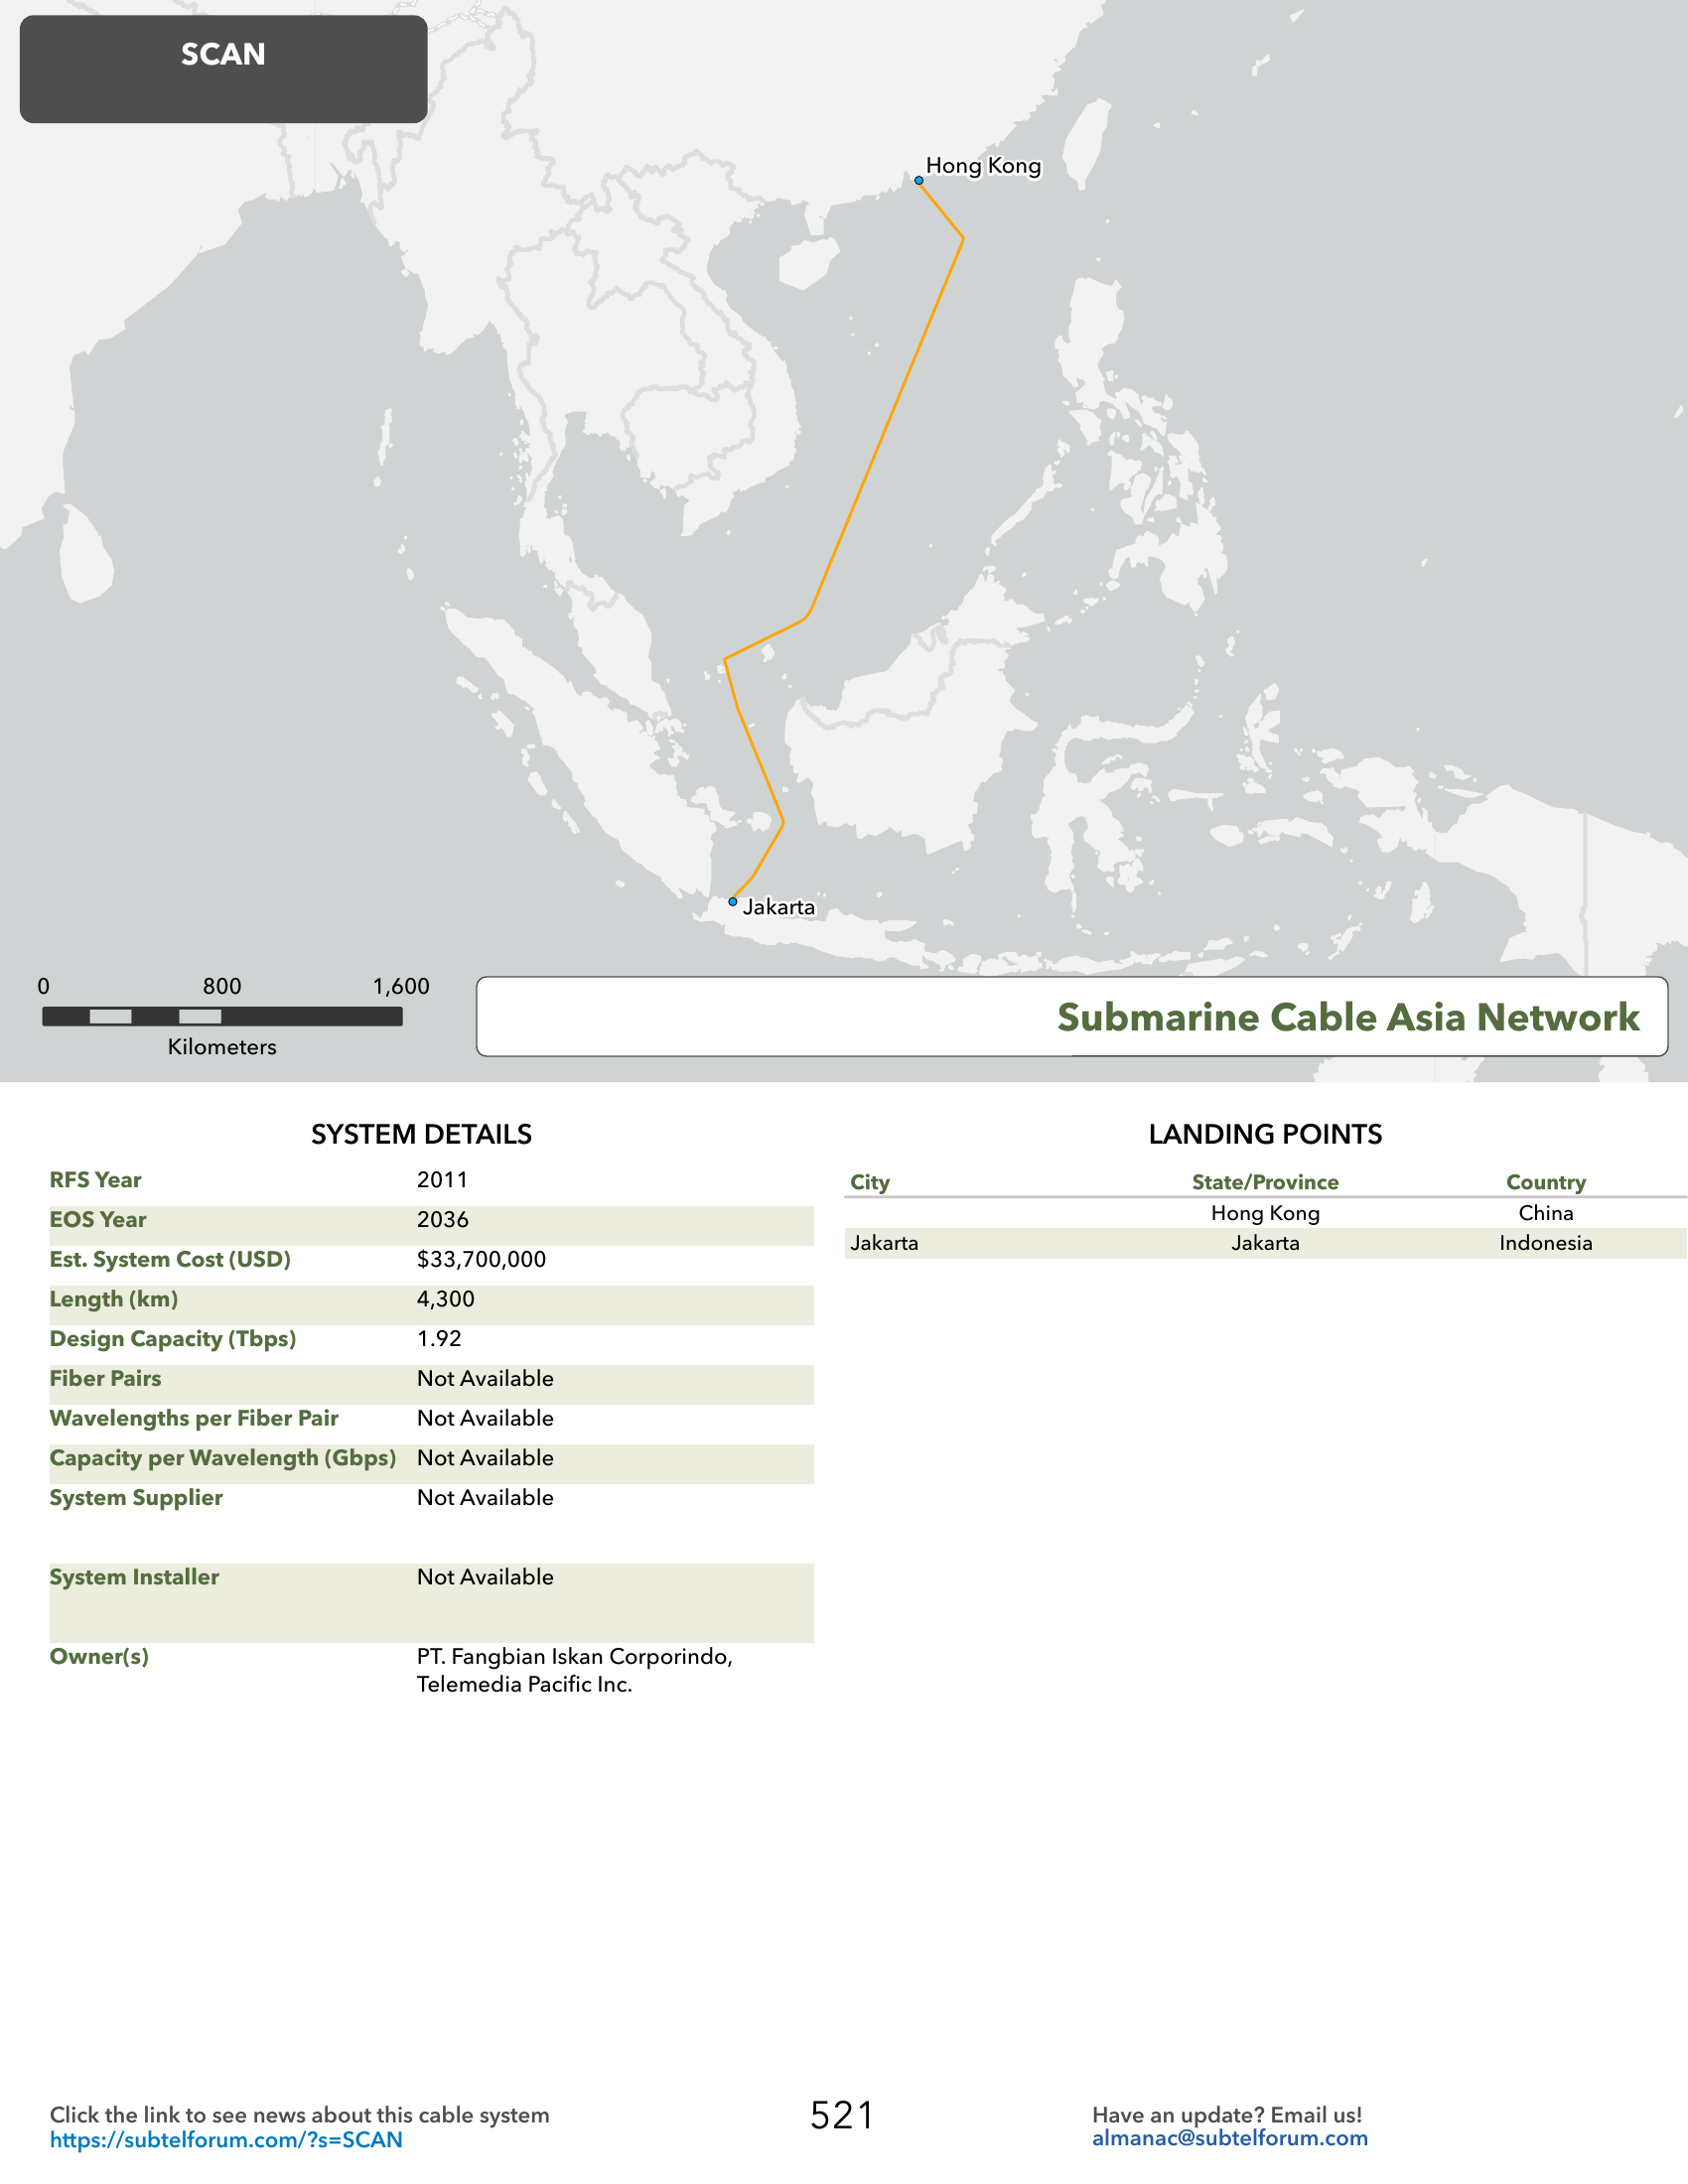 SCAN
Hong Kong
Jakarta
0 800 1,600
Kilometers
Submarine Cable Asia Network
SYSTEM DETAILS
RFS Year 2011
EOS Year 2036
Est. System Cost (USD) $33,700,000
Length (km) 4,300
Design Capacity (Tbps) 1.92
Fiber Pairs Not Available
Wavelengths per Fiber Pair Not Available
Capacity per Wavelength (Gbps) Not Available
System Supplier Not Available
System Installer Not Available
Owner(s) PT. Fangbian Iskan Corporindo,
Telemedia Pacific Inc.
LANDING POINTS
City State/Province Country
Hong Kong China
Jakarta Jakarta Indonesia
Click the link to see news about this cable system
https://subtelforum.com/?s=SCAN
521
Have an update? Email us!
almanac@subtelforum.com